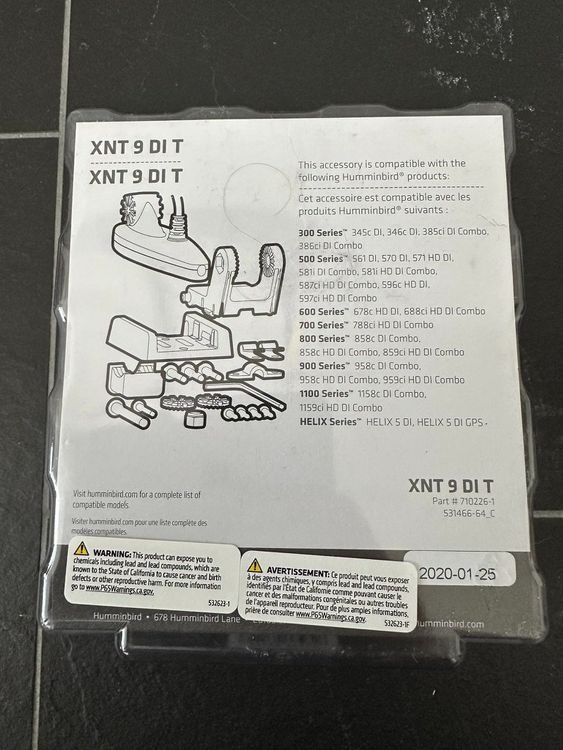 XNT 9 DI T
XNT 9 DI T
This accessory is compatible with the
following Humminbird® products:
Cet accessoire est compatible avec les
produits Humminbird® suivants :
300 Series™ 345c DI, 346c DI, 385ci DI Combo,
386ci DI Combo
500 Series™ 561 DI, 570 DI, 571 HD DI,
581i DI Combo, 581i HD DI Combo,
587ci HD DI Combo, 596c HD DI,
597ci HD DI Combo
600 Series™ 678c HD DI, 688ci HD DI Combo
700 Series™ 788ci HD DI Combo
800 Series™ 858c DI Combo,
858c HD DI Combo, 859ci HD DI Combo
900 Series™ 958c DI Combo,
958c HD DI Combo, 959ci HD DI Combo
1100 Series™ 1158c DI Combo,
1159ci HD DI Combo
HELIX Series™ HELIX 5 DI, HELIX 5 DI GPS
XNT 9 DI T
Part # 710226-1
531466-64_C
Visit humminbird.com for a complete list of
compatible models.
Visiter humminbird.com pour une liste complète des
modèles compatibles.
WARNING: This product can expose you to
chemicals including lead and lead compounds, which are
known to the State of California to cause cancer and birth
defects or other reproductive harm. For more information
go to www.P65Warnings.ca.gov.
532623-1
AVERTISSEMENT: Ce produit peut vous exposer
à des agents chimiques, y compris lead and lead compounds,
identifiés par l'État de Californie comme pouvant causer le
cancer et des malformations congénitales ou autres troubles
de l'appareil reproducteur. Pour de plus amples informations,
prière de consulter www.P65Warnings.ca.gov.
532623-1F
2020-01-25
Humminbird • 678 Humminbird Lane
humminbird.com